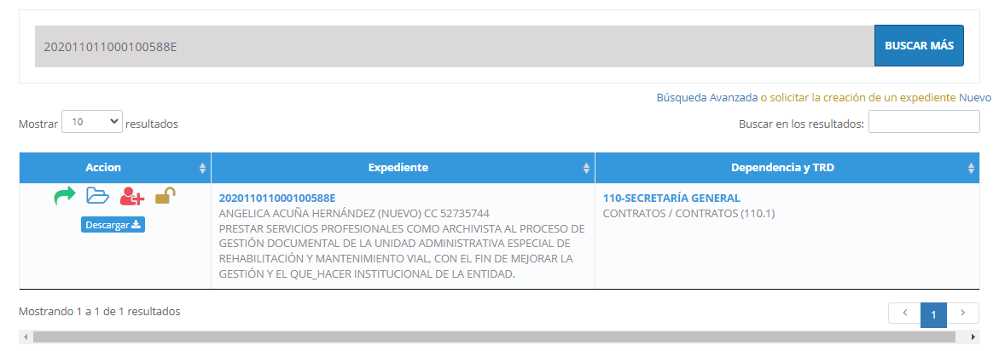 202011011000100588E
BUSCAR MÁS
Búsqueda Avanzada o solicitar la creación de un expediente Nuevo
Mostrar 10 resultados
Buscar en los resultados:
Accion
Expediente
Dependencia y TRD
202011011000100588E
ANGELICA ACUÑA HERNÁNDEZ (NUEVO) CC 52735744
PRESTAR SERVICIOS PROFESIONALES COMO ARCHIVISTA AL PROCESO DE
GESTIÓN DOCUMENTAL DE LA UNIDAD ADMINISTRATIVA ESPECIAL DE
REHABILITACIÓN Y MANTENIMIENTO VIAL, CON EL FIN DE MEJORAR LA
GESTIÓN Y EL QUE_HACER INSTITUCIONAL DE LA ENTIDAD.
110-SECRETARÍA GENERAL
CONTRATOS / CONTRATOS (110.1)
Descargar
Mostrando 1 a 1 de 1 resultados
1